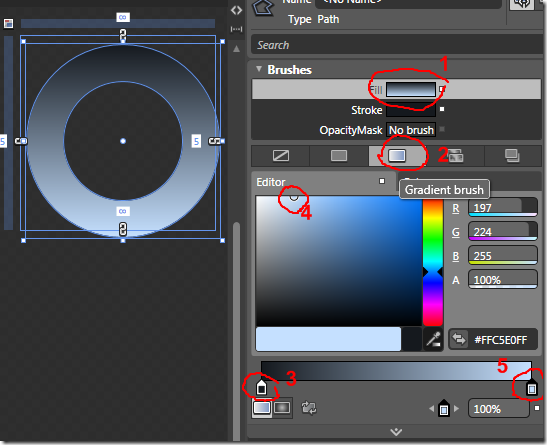 Name <No Name>
Type Path
Search
Brushes
Fill
Stroke
OpacityMask No brush
Editor
Gradient brush
R 197
G 224
B 255
A 100%
#FFC5E0FF
100%
5
5
1
2
4
3
5